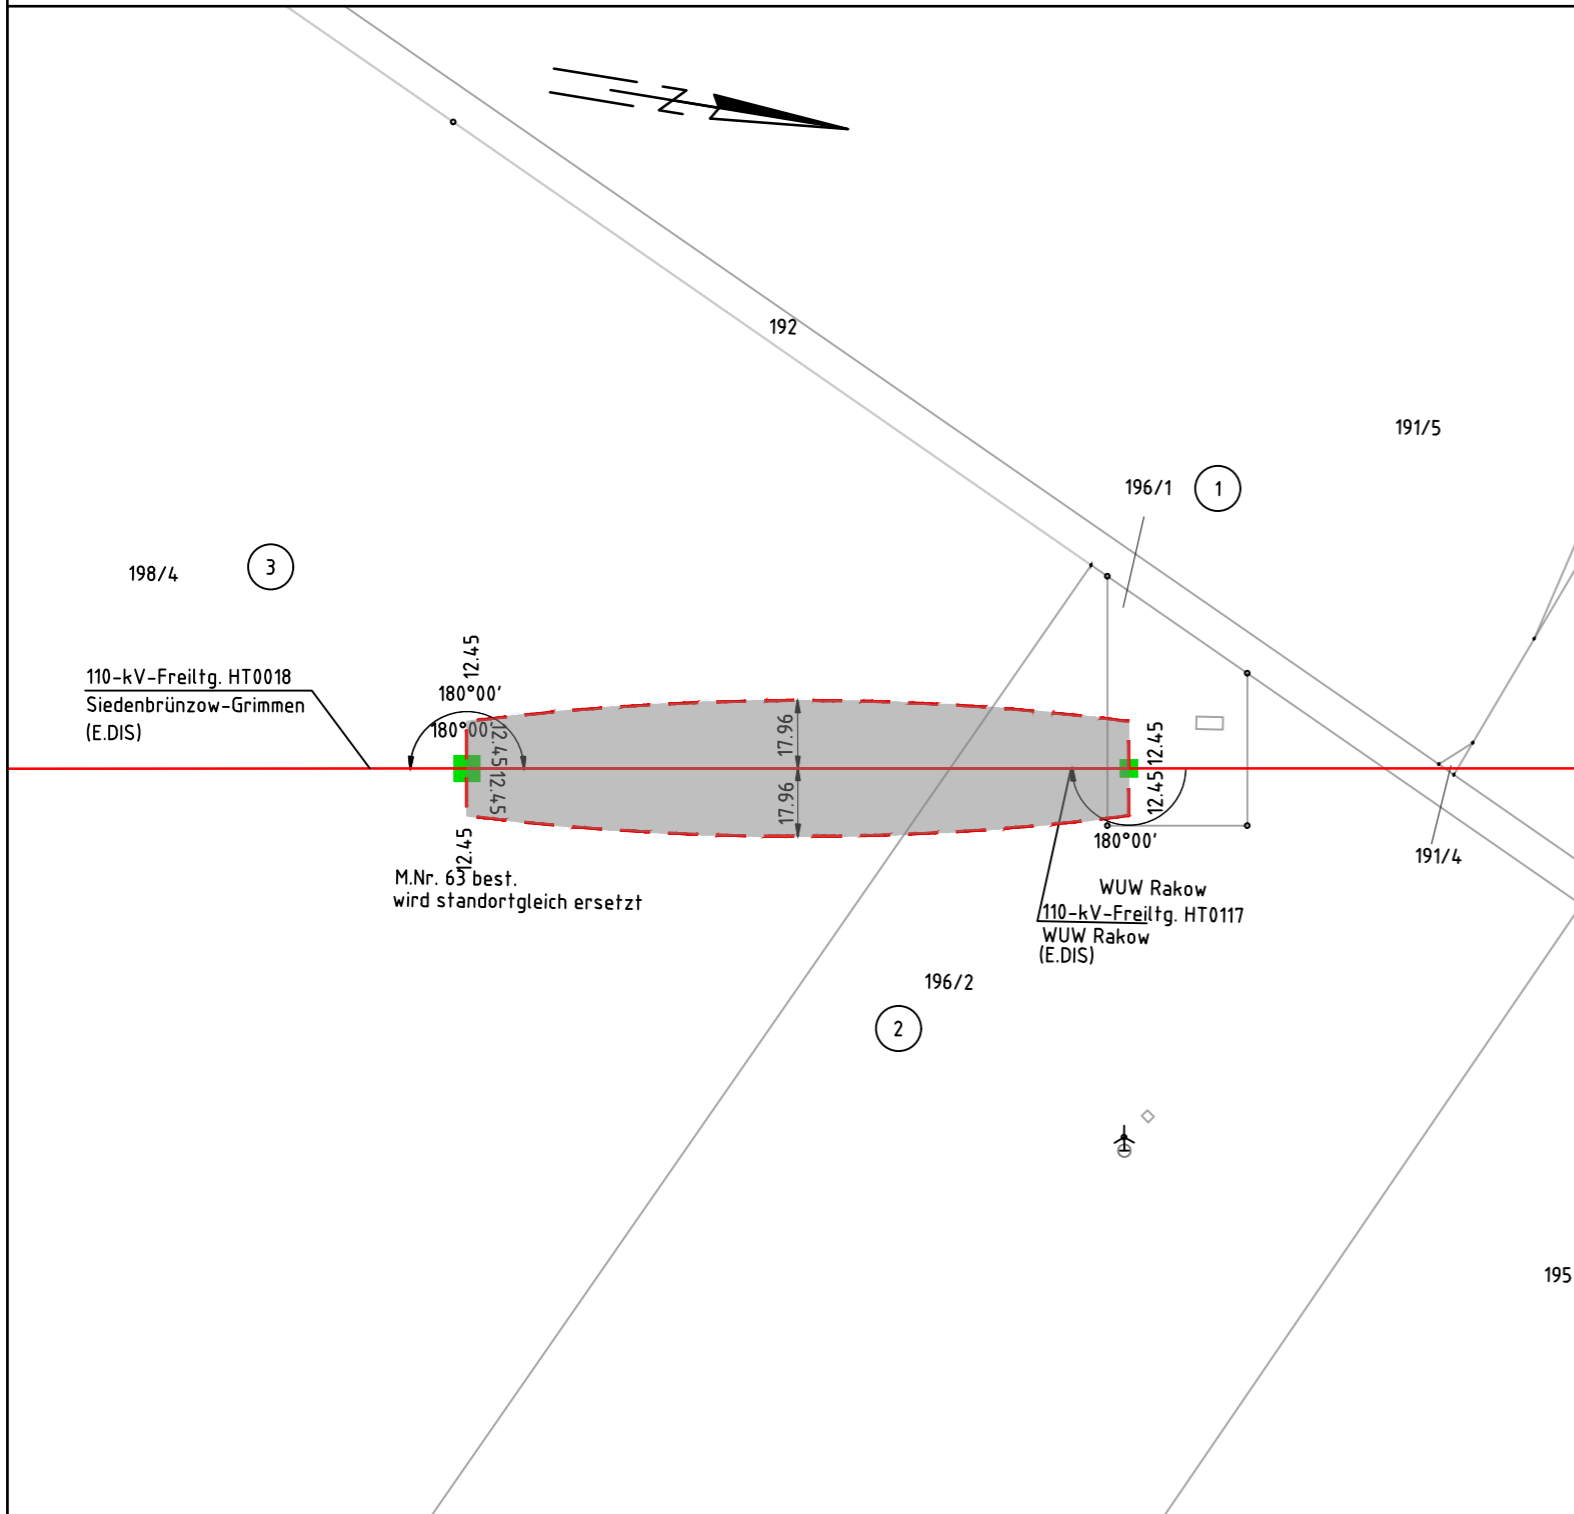 N
192
191/5
196/1
1
3
198/4
12.45
110-kV-Freiltg. HT0018
Siedenbrünzow-Grimmen
(E.DIS)
180°00'
180°00'
12.45
12.45
17.96
17.96
12.45
12.45
12.45
180°00'
191/4
M.Nr. 63 best.
wird standortgleich ersetzt
WUW Rakow
110-kV-Freiltg. HT0117
WUW Rakow
(E.DIS)
196/2
2
195